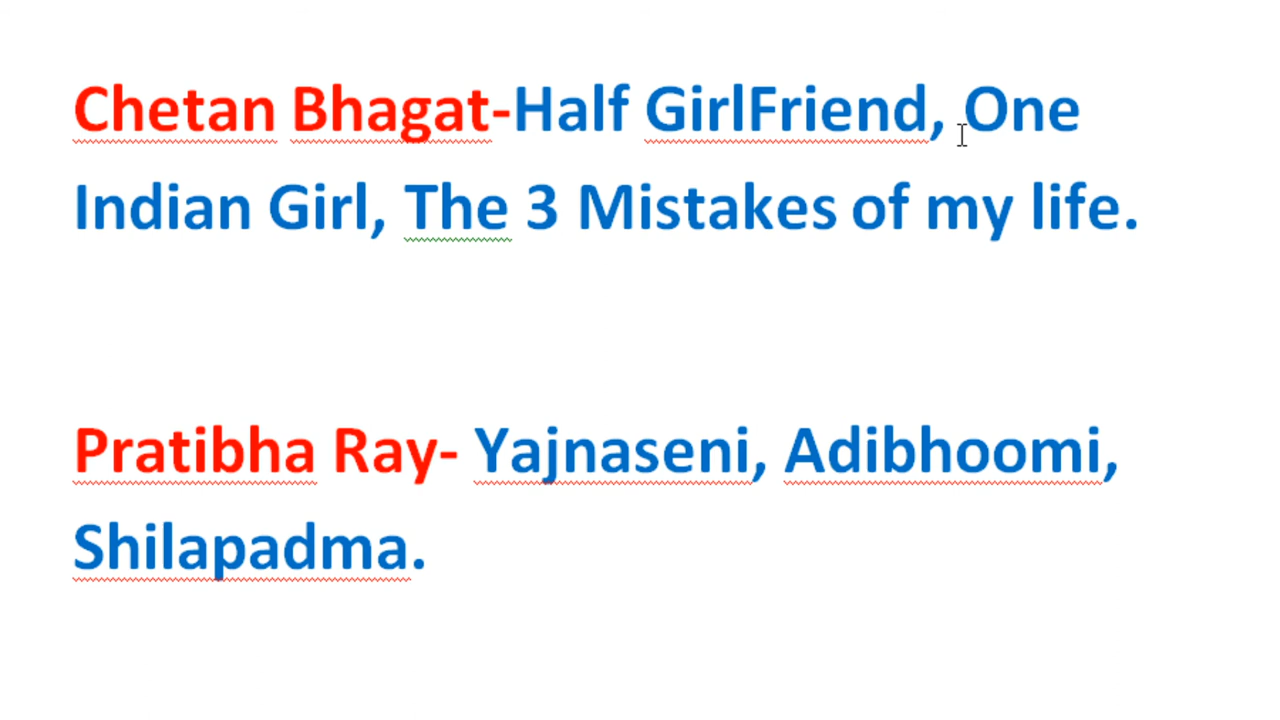 Chetan Bhagat-Half GirlFriend, One
Indian Girl, The 3 Mistakes of my life.
Pratibha Ray- Yajnaseni, Adibhoomi,
Shilapadma.